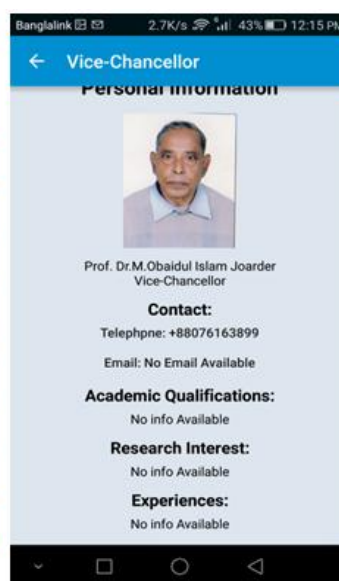 Banglalink 2.7K/s 43% 12:15 PM
Vice-Chancellor
Personal Information
Prof. Dr.M.Obaidul Islam Joarder
Vice-Chancellor
Contact:
Telephpne: +88076163899
Email: No Email Available
Academic Qualifications:
No info Available
Research Interest:
No info Available
Experiences:
No info Available